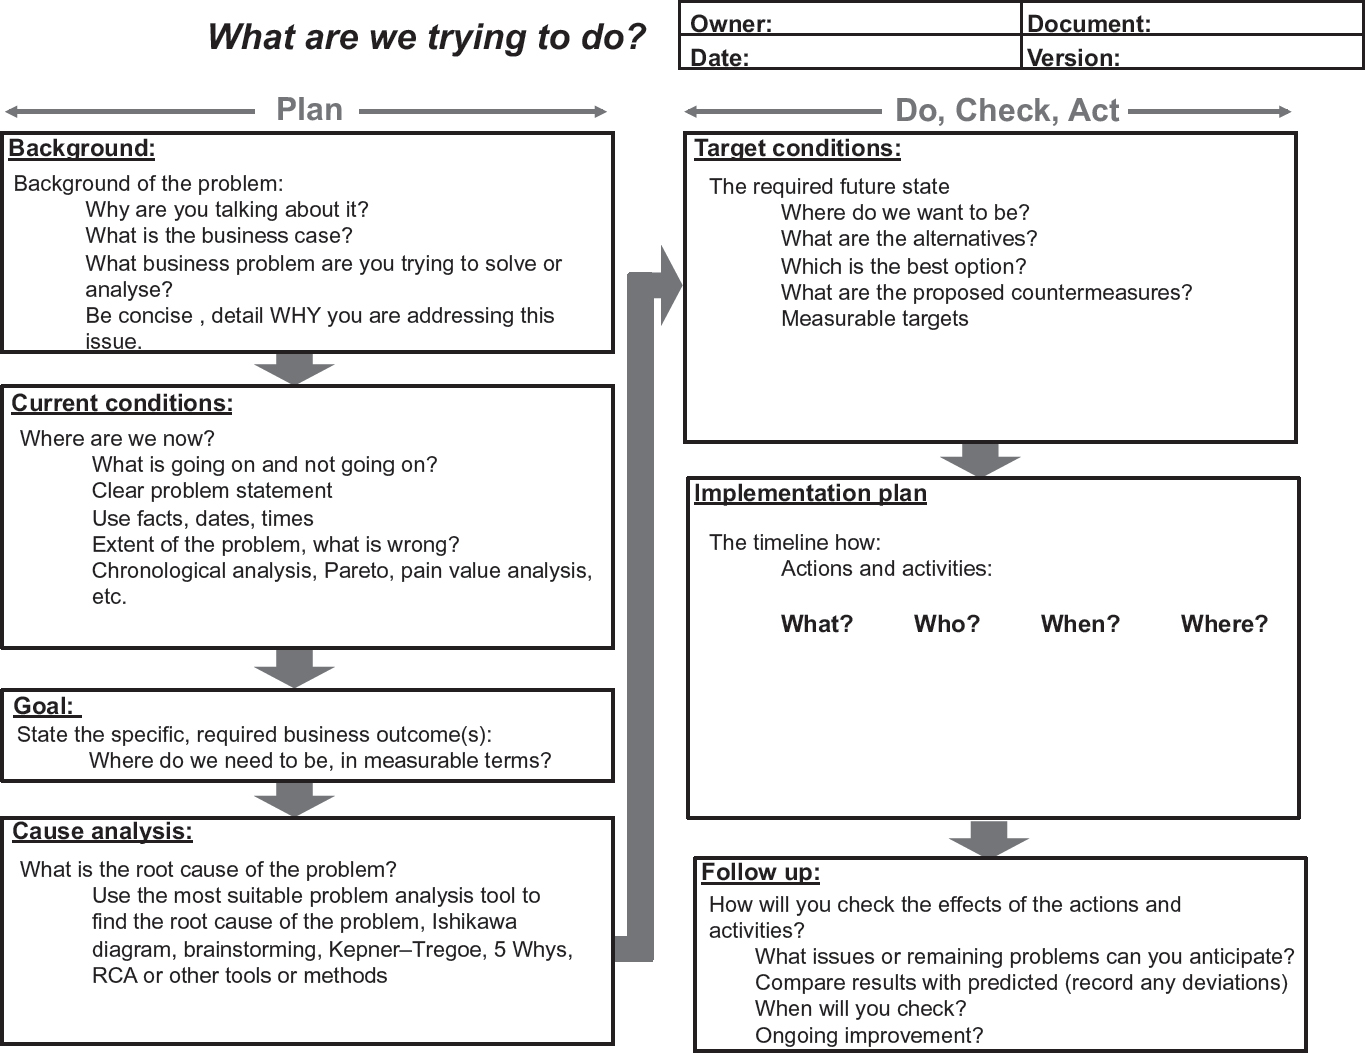 What are we trying to do?
Owner:
Document:
Date:
Version:
Plan
Background:
Background of the problem:
Why are you talking about it?
What is the business case?
What business problem are you trying to solve or
analyse?
Be concise , detail WHY you are addressing this
issue.
Current conditions:
Where are we now?
What is going on and not going on?
Clear problem statement
Use facts, dates, times
Extent of the problem, what is wrong?
Chronological analysis, Pareto, pain value analysis,
etc.
Goal:
State the specific, required business outcome(s):
Where do we need to be, in measurable terms?
Cause analysis:
What is the root cause of the problem?
Use the most suitable problem analysis tool to
find the root cause of the problem, Ishikawa
diagram, brainstorming, Kepner–Tregoe, 5 Whys,
RCA or other tools or methods
Do, Check, Act
Target conditions:
The required future state
Where do we want to be?
What are the alternatives?
Which is the best option?
What are the proposed countermeasures?
Measurable targets
Implementation plan
The timeline how:
Actions and activities:
What? Who? When? Where?
Follow up:
How will you check the effects of the actions and
activities?
What issues or remaining problems can you anticipate?
Compare results with predicted (record any deviations)
When will you check?
Ongoing improvement?